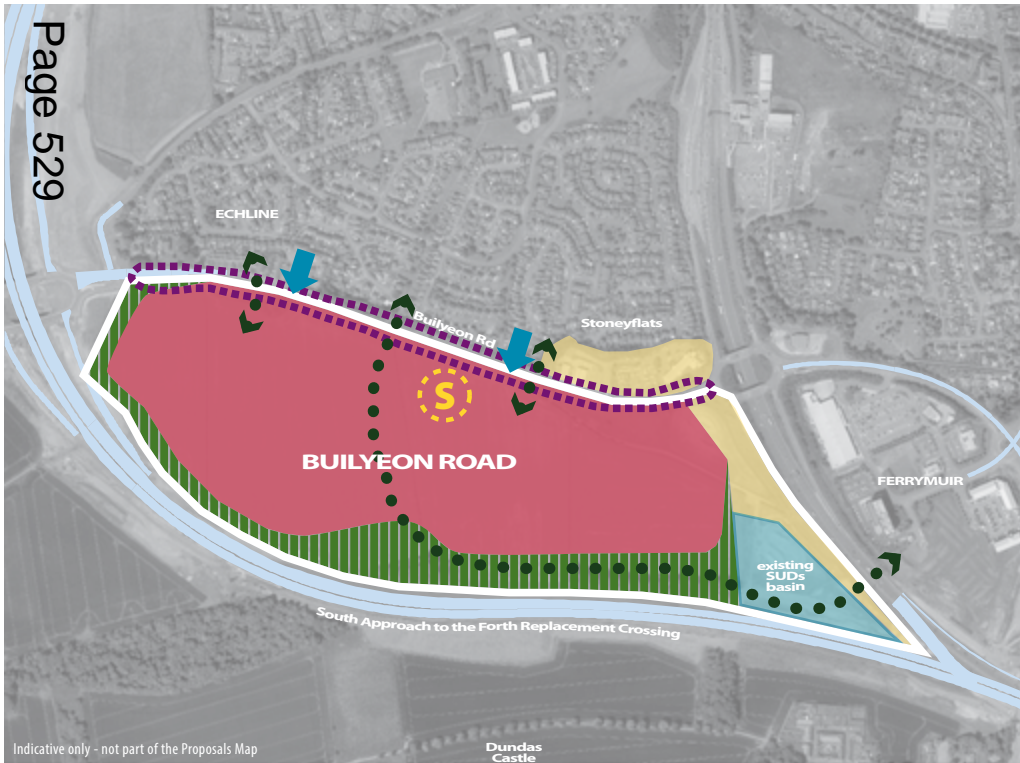 Page 529
ECHLINE
Builyeon Rd
Stoneyflats
S
BUILYEON ROAD
FERRYMUIR
existing
SUDs
basin
South Approach to the Forth Replacement Crossing
Indicative only - not part of the Proposals Map
Dundas
Castle